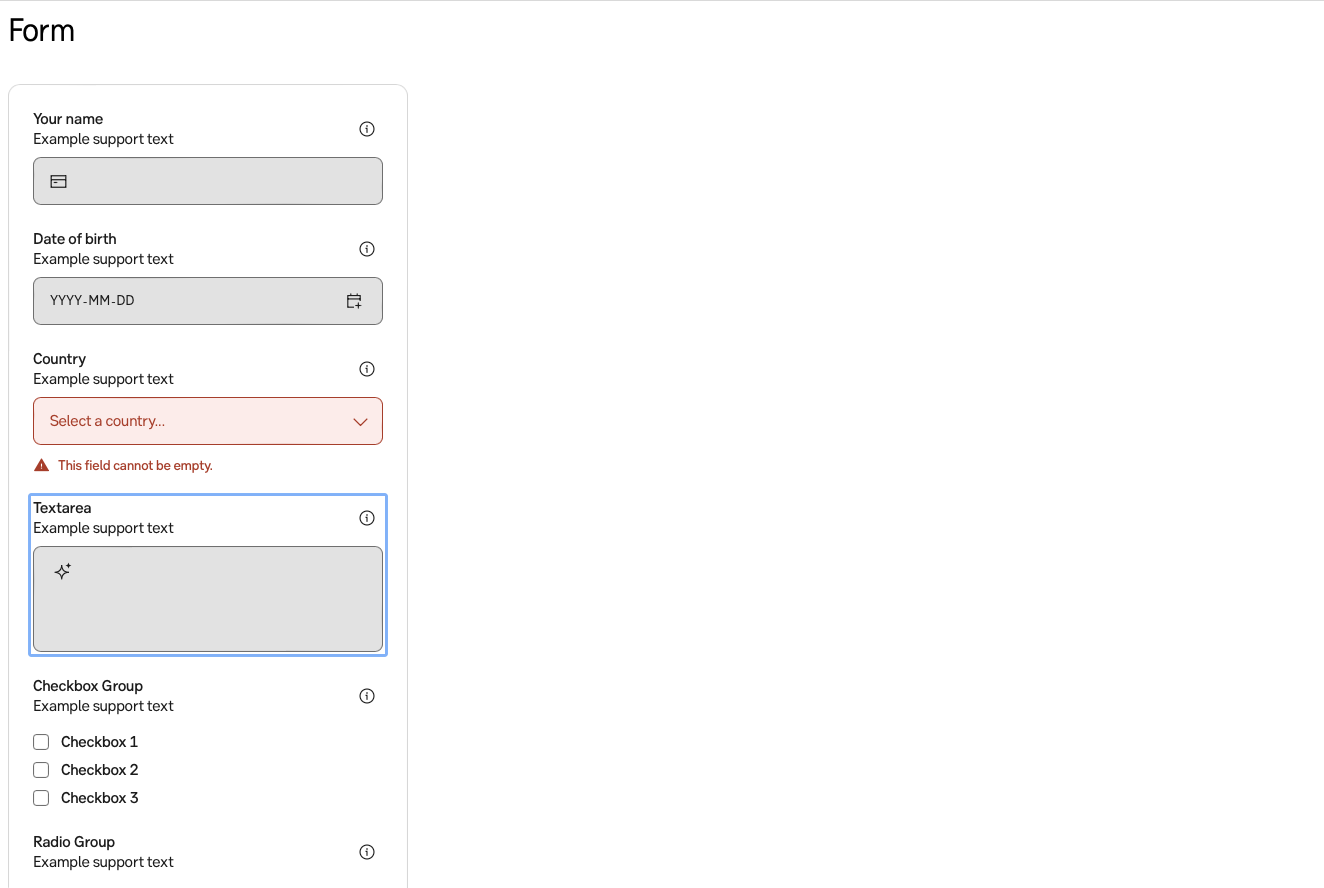 Form
Your name
Example support text
Date of birth
Example support text
YYYY-MM-DD
Country
Example support text
Select a country...
This field cannot be empty.
Textarea
Example support text
Checkbox Group
Example support text
Checkbox 1
Checkbox 2
Checkbox 3
Radio Group
Example support text